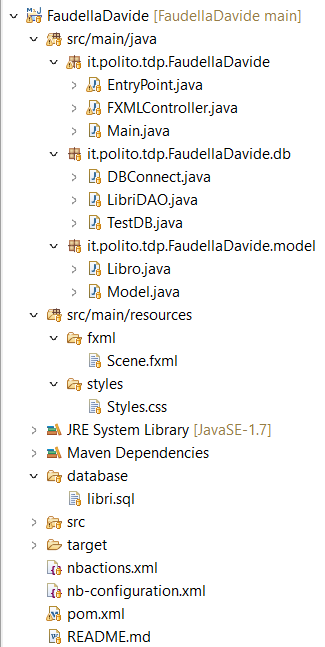 FaudellaDavide [FaudellaDavide main]
src/main/java
it.polito.tdp.FaudellaDavide
EntryPoint.java
FXMLController.java
Main.java
it.polito.tdp.FaudellaDavide.db
DBConnect.java
LibriDAO.java
TestDB.java
it.polito.tdp.FaudellaDavide.model
Libro.java
Model.java
src/main/resources
fxml
Scene.fxml
styles
Styles.css
JRE System Library [JavaSE-1.7]
Maven Dependencies
database
libri.sql
src
target
nbactions.xml
nb-configuration.xml
pom.xml
README.md